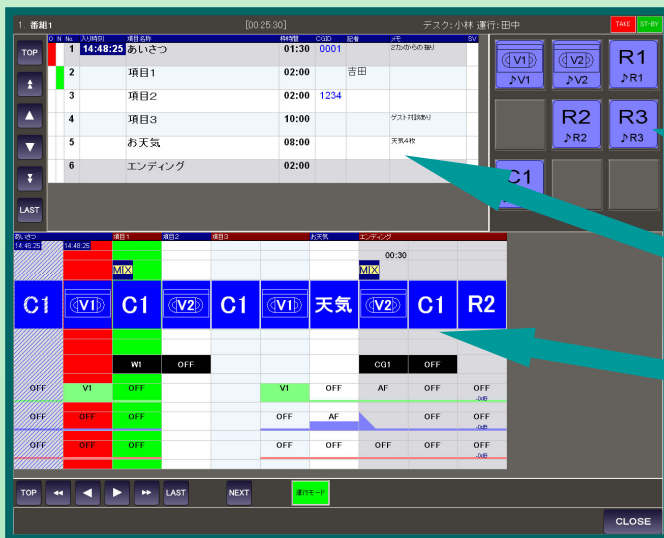 1. 番組1 [00:25:30] デスク:小林 運行:田中 TAKE ST-BY
O N No. 入り時刻 項目名称 枠時間 CGID 記者 メモ SV
TOP
1 14:48:25 あいさつ 01:30 0001
2 項目1 02:00 吉田
3 項目2 02:00 1234
4 項目3 10:00 ゲスト対談あり
5 お天気 08:00 天気4枚
6 エンディング 02:00
LAST
V1 V2 R1
♪V1 ♪V2 ♪R1
R2 R3
♪R2 ♪R3
C1
あいさつ 項目1 項目2 項目3 お天気 エンディング
14:48:25 14:48:25
00:30
MIX MIX
C1 V1 C1 V2 C1 V1 天気 V2 C1 R2
W1 OFF CG1 OFF
OFF V1 OFF V1 OFF AF OFF OFF
-0dB
OFF OFF OFF OFF AF OFF OFF
-0dB
OFF OFF OFF OFF OFF OFF OFF OFF
-0dB
TOP LAST NEXT 運行モード
CLOSE